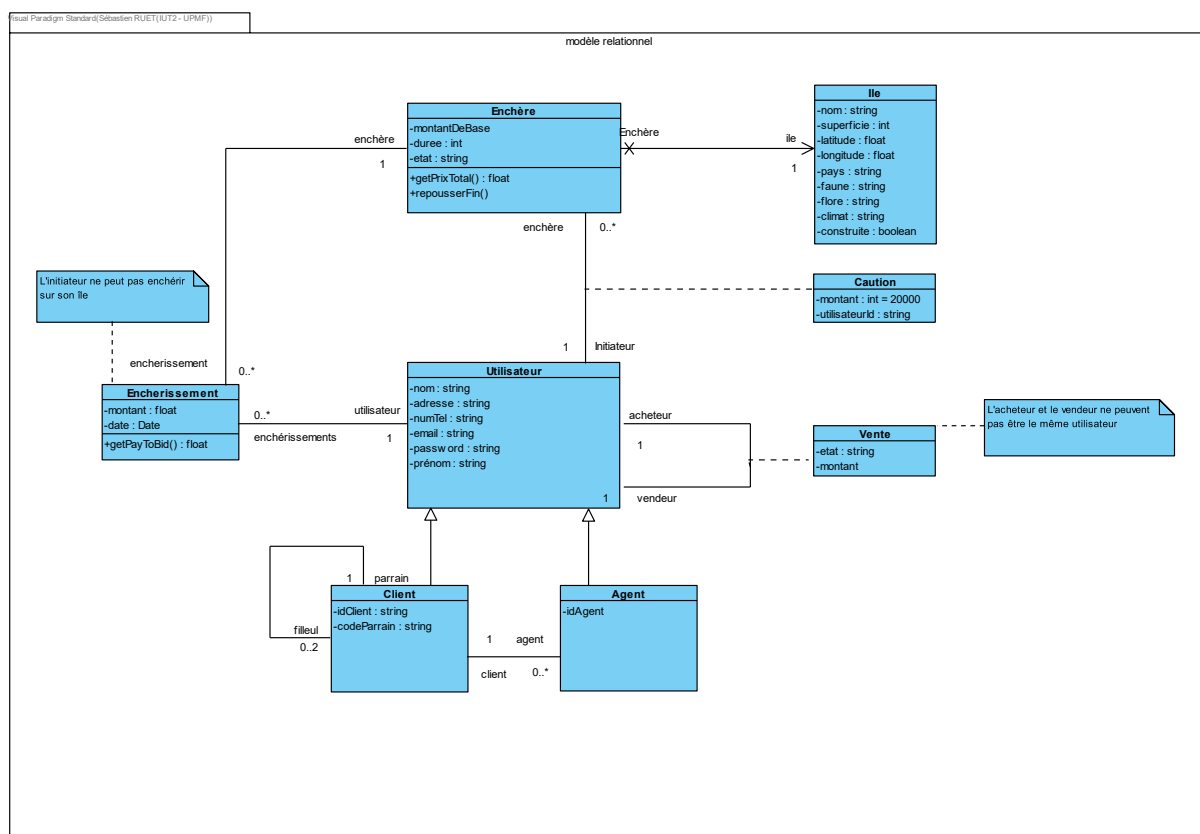 Visual Paradigm Standard(Sébastien RUET(IUT2 - UPMF))
modèle relationnel
Enchère
-montantDeBase
-duree : int
-etat : string
+getPrixTotal() : float
+repousserFin()
enchère
1
Enchère
ile
1
Ile
-nom : string
-superficie : int
-latitude : float
-longitude : float
-pays : string
-faune : string
-flore : string
-climat : string
-construite : boolean
enchère
0..*
L'initiateur ne peut pas enchérir
sur son île
Caution
-montant : int = 20000
-utilisateurId : string
1
Initiateur
encherissement
0..*
Encherissement
-montant : float
-date : Date
+getPayToBid() : float
0..*
enchérissements
utilisateur
1
Utilisateur
-nom : string
-adresse : string
-numTel : string
-email : string
-password : string
-prénom : string
acheteur
1
1
vendeur
Vente
-etat : string
-montant
L'acheteur et le vendeur ne peuvent
pas être le même utilisateur
1
parrain
filleul
0..2
Client
-idClient : string
-codeParrain : string
1
agent
client
0..*
Agent
-idAgent